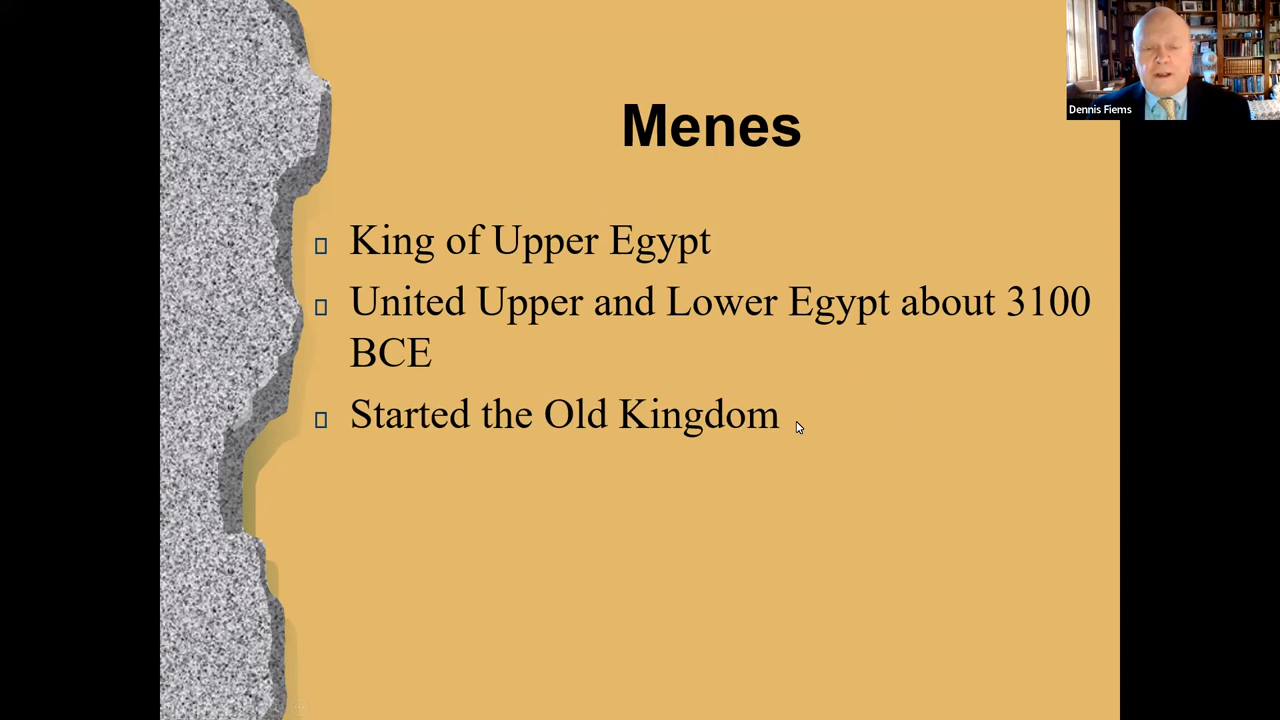 Menes
King of Upper Egypt
United Upper and Lower Egypt about 3100
BCE
Started the Old Kingdom
Dennis Fiems